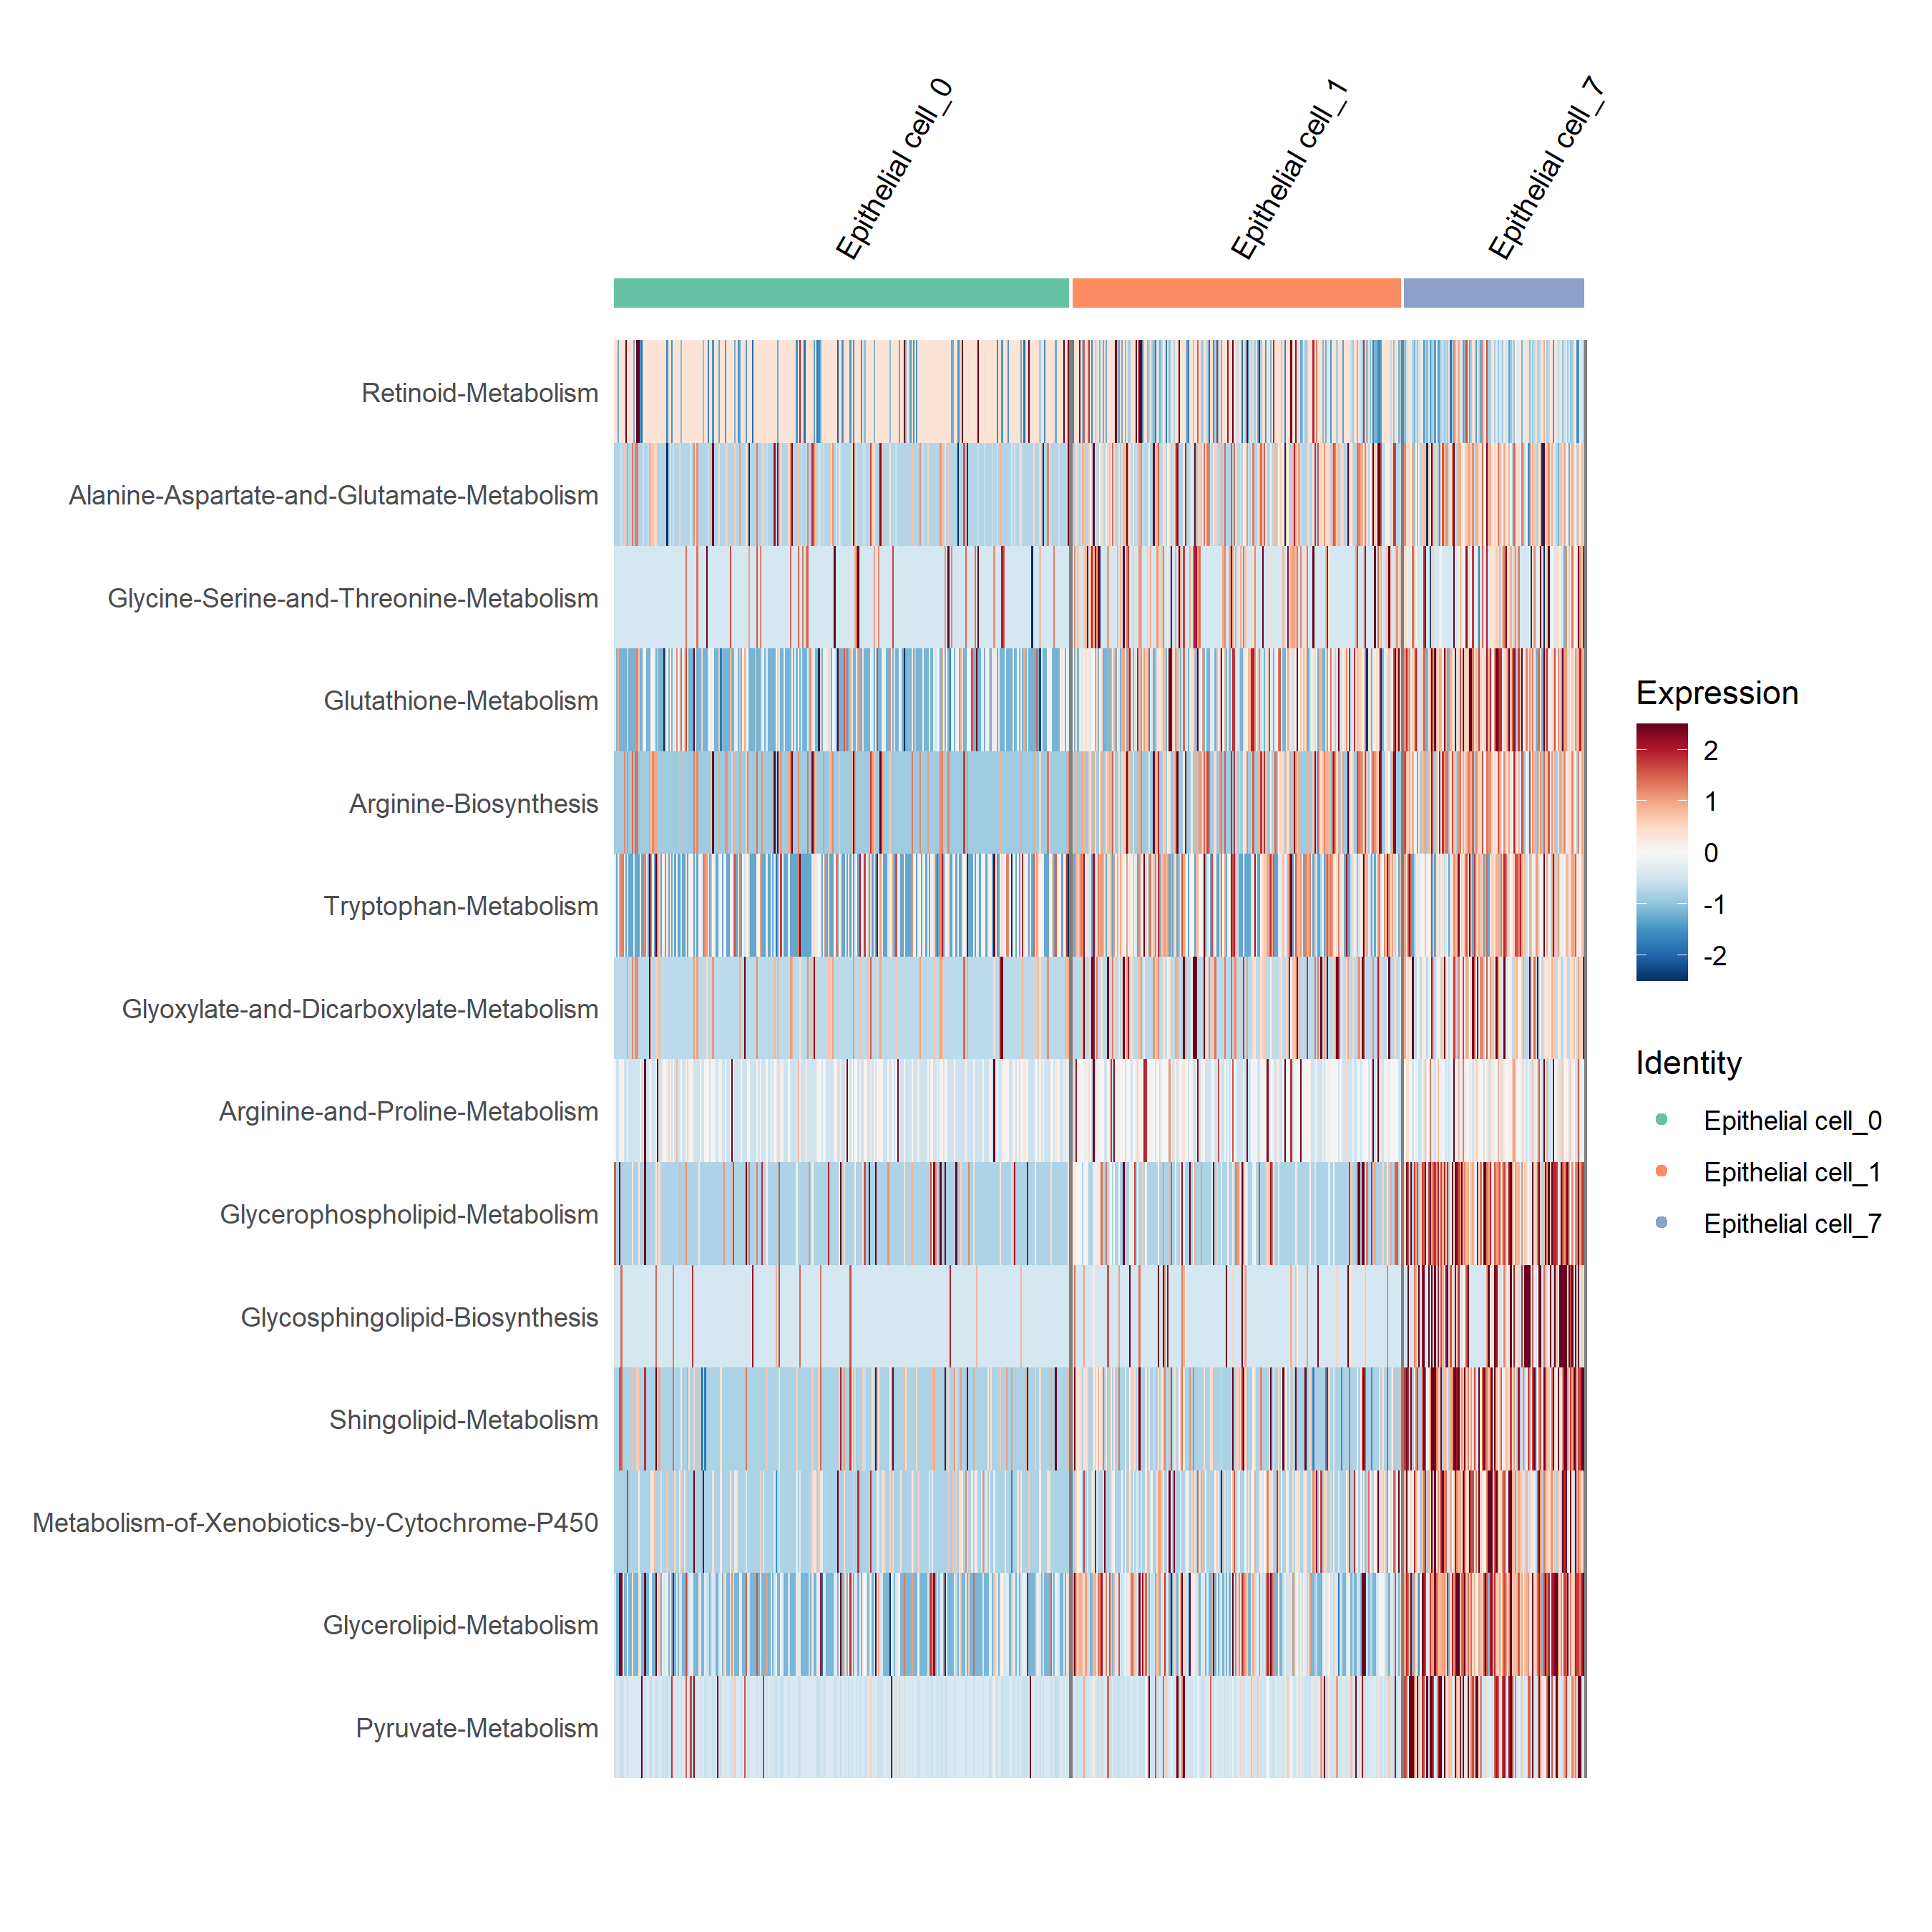 Epithelial cell_0
Epithelial cell_1
Epithelial cell_7
Retinoid-Metabolism
Alanine-Aspartate-and-Glutamate-Metabolism
Glycine-Serine-and-Threonine-Metabolism
Glutathione-Metabolism
Arginine-Biosynthesis
Tryptophan-Metabolism
Glyoxylate-and-Dicarboxylate-Metabolism
Arginine-and-Proline-Metabolism
Glycerophospholipid-Metabolism
Glycosphingolipid-Biosynthesis
Shingolipid-Metabolism
Metabolism-of-Xenobiotics-by-Cytochrome-P450
Glycerolipid-Metabolism
Pyruvate-Metabolism
Expression
2
1
0
-1
-2
Identity
Epithelial cell_0
Epithelial cell_1
Epithelial cell_7